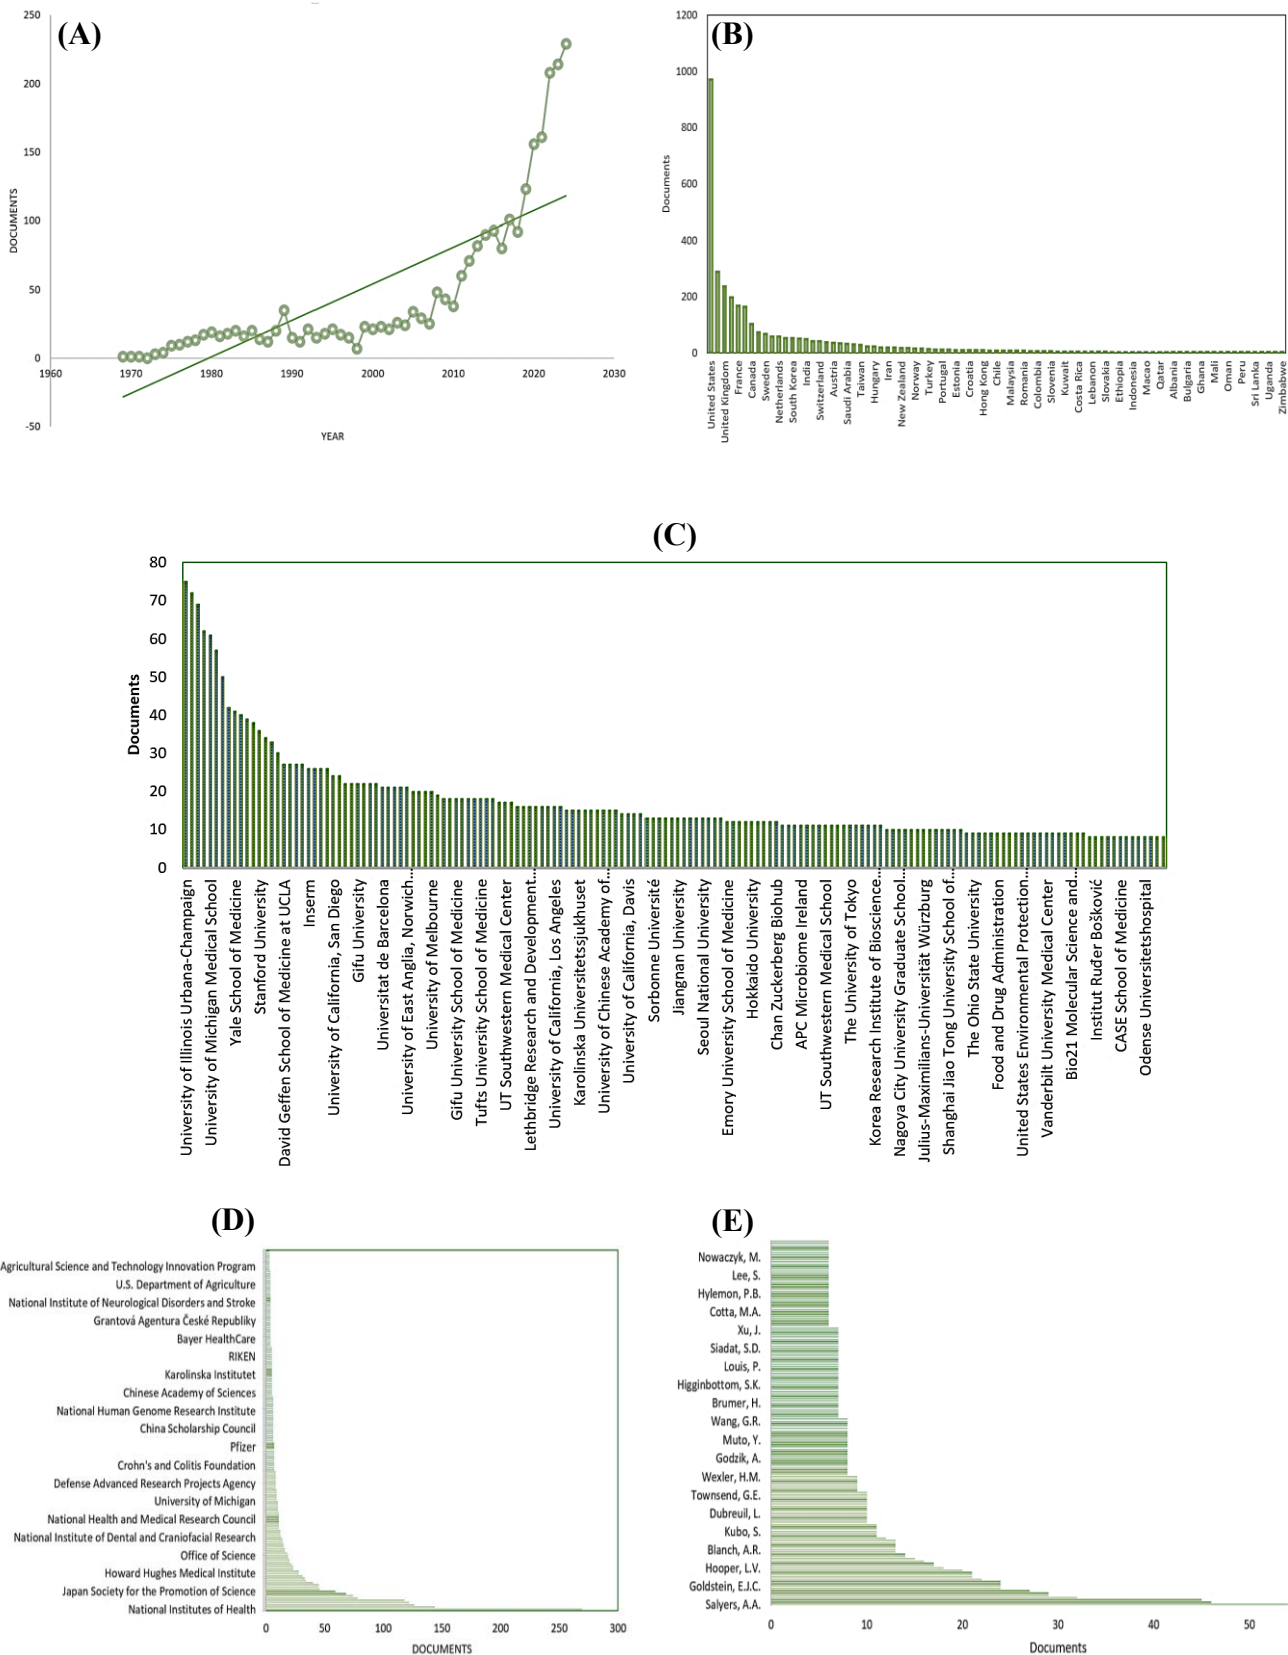 (A)
250
200
150
100
50
0
-50
DOCUMENTS
1960
1970
1980
1990
2000
2010
2020
2030
YEAR
(B)
1200
1000
800
600
400
200
0
Documents
United States
United Kingdom
France
Canada
Sweden
Netherlands
South Korea
India
Switzerland
Austria
Saudi Arabia
Taiwan
Hungary
Iran
New Zealand
Norway
Turkey
Portugal
Estonia
Croatia
Hong Kong
Chile
Malaysia
Romania
Colombia
Slovenia
Kuwait
Costa Rica
Lebanon
Slovakia
Ethiopia
Indonesia
Macao
Qatar
Albania
Bulgaria
Ghana
Mali
Oman
Peru
Sri Lanka
Uganda
Zimbabwe
(C)
80
70
60
50
40
30
20
10
0
Documents
University of Illinois Urbana-Champaign
University of Michigan Medical School
Yale School of Medicine
Stanford University
David Geffen School of Medicine at UCLA
Inserm
University of California, San Diego
Gifu University
Universitat de Barcelona
University of East Anglia, Norwich...
University of Melbourne
Gifu University School of Medicine
Tufts University School of Medicine
UT Southwestern Medical Center
Lethbridge Research and Development...
University of California, Los Angeles
Karolinska Universitetssjukhuset
University of Chinese Academy of...
University of California, Davis
Sorbonne Université
Jiangnan University
Seoul National University
Emory University School of Medicine
Hokkaido University
Chan Zuckerberg Biohub
APC Microbiome Ireland
UT Southwestern Medical School
The University of Tokyo
Korea Research Institute of Bioscience...
Nagoya City University Graduate School...
Julius-Maximilians-Universität Würzburg
Shanghai Jiao Tong University School of...
The Ohio State University
Food and Drug Administration
United States Environmental Protection...
Vanderbilt University Medical Center
Bio21 Molecular Science and...
Institut Ruđer Bošković
CASE School of Medicine
Odense Universitetshospital
(D)
Agricultural Science and Technology Innovation Program
U.S. Department of Agriculture
National Institute of Neurological Disorders and Stroke
Grantová Agentura České Republiky
Bayer HealthCare
RIKEN
Karolinska Institutet
Chinese Academy of Sciences
National Human Genome Research Institute
China Scholarship Council
Pfizer
Crohn's and Colitis Foundation
Defense Advanced Research Projects Agency
University of Michigan
National Health and Medical Research Council
National Institute of Dental and Craniofacial Research
Office of Science
Howard Hughes Medical Institute
Japan Society for the Promotion of Science
National Institutes of Health
0
50
100
150
200
250
300
DOCUMENTS
(E)
Nowaczyk, M.
Lee, S.
Hylemon, P.B.
Cotta, M.A.
Xu, J.
Siadat, S.D.
Louis, P.
Higginbottom, S.K.
Brumer, H.
Wang, G.R.
Muto, Y.
Godzik, A.
Wexler, H.M.
Townsend, G.E.
Dubreuil, L.
Kubo, S.
Blanch, A.R.
Hooper, L.V.
Goldstein, E.J.C.
Salyers, A.A.
0
10
20
30
40
50
Documents